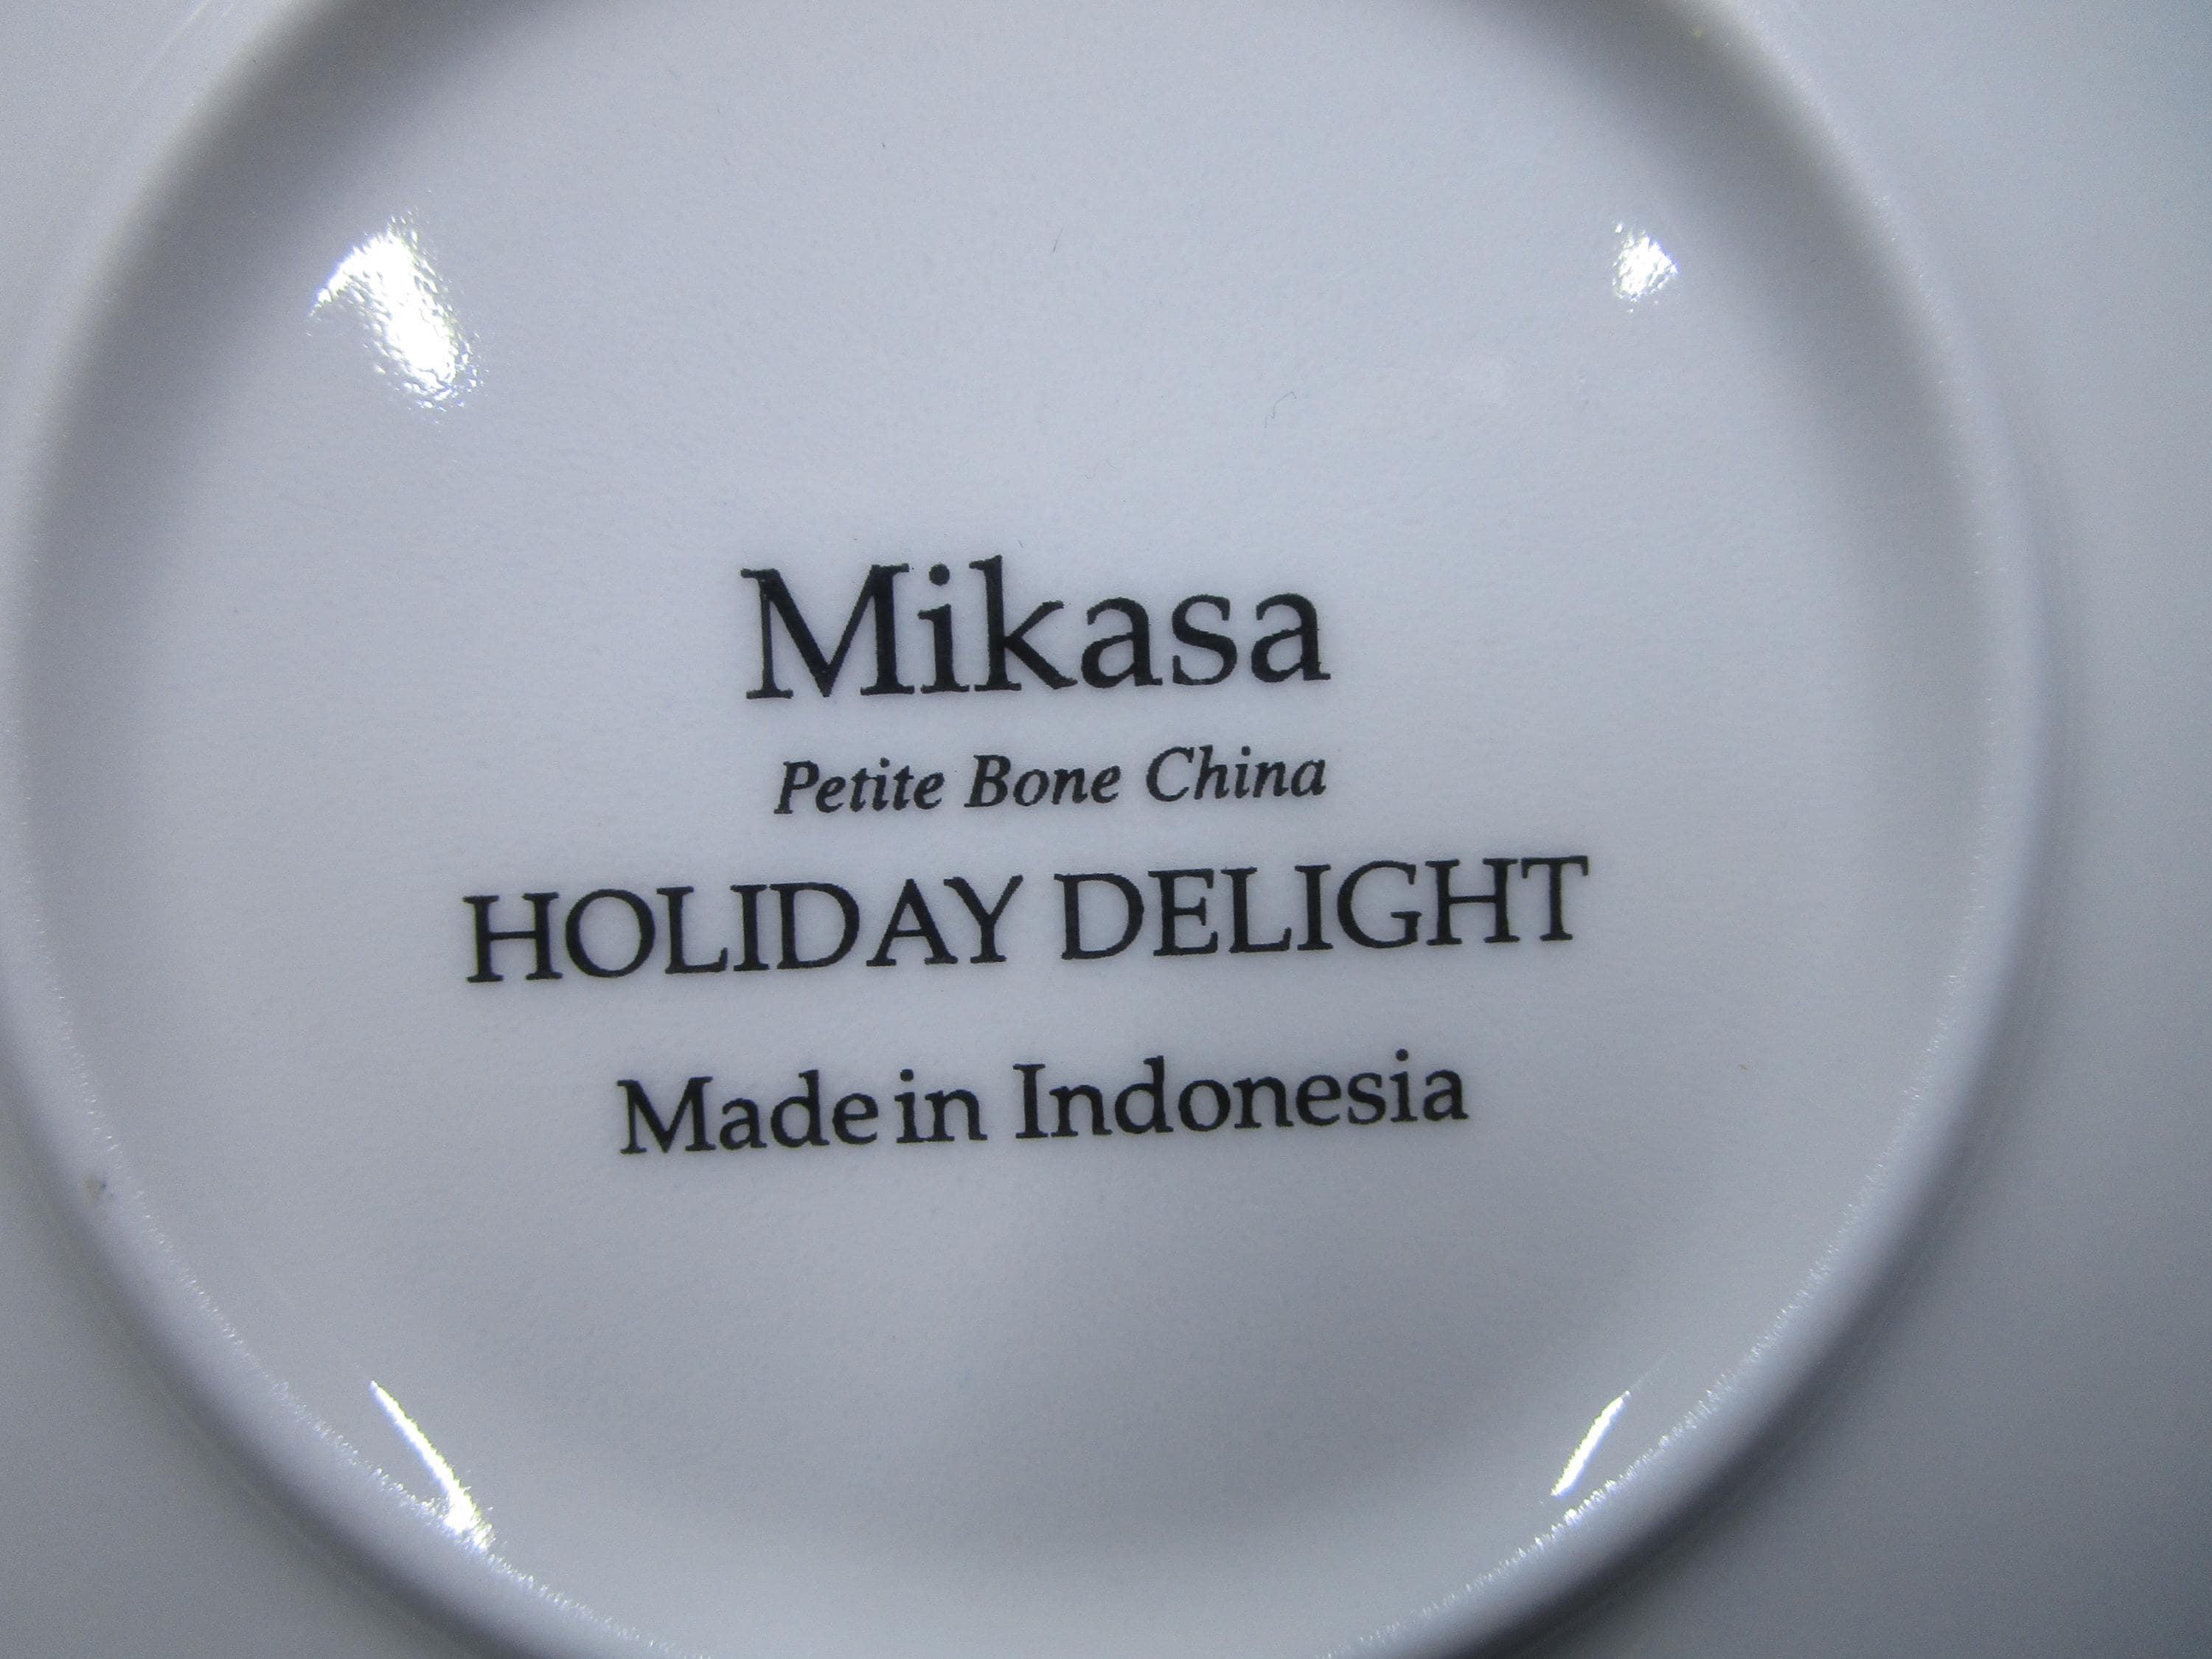 Mikasa
Petite Bone China
HOLIDAY DELIGHT
Made in Indonesia